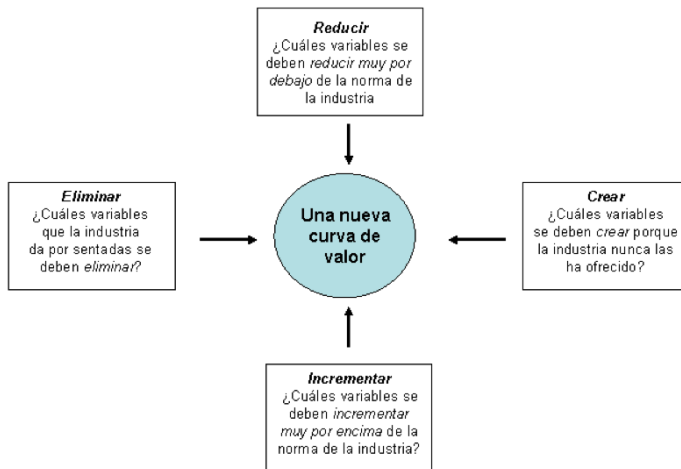 Reducir
¿Cuáles variables se
deben reducir muy por
debajo de la norma de
la industria
Eliminar
¿Cuáles variables
que la industria
da por sentadas se
deben eliminar?
Una nueva
curva de
valor
Crear
¿Cuáles variables
se deben crear porque
la industria nunca las
ha ofrecido?
Incrementar
¿Cuáles variables se
deben incrementar
muy por encima de la
norma de la industria?